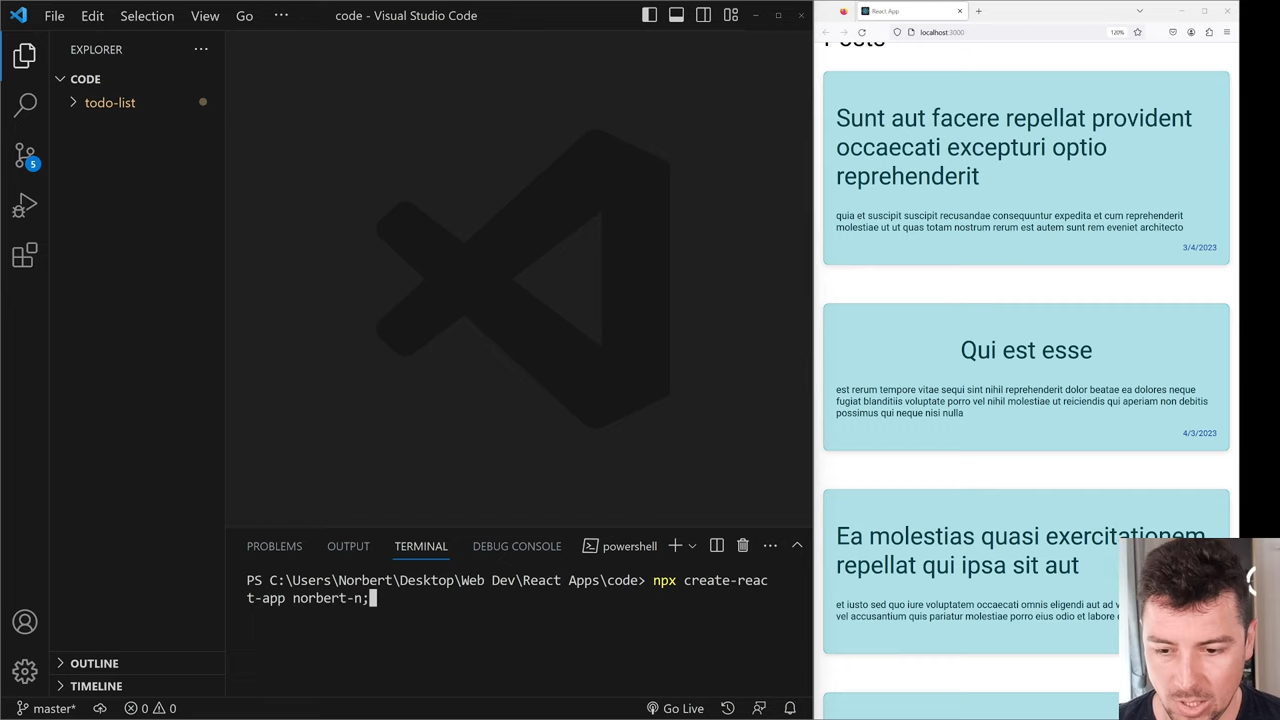 File Edit Selection View Go ··· code - Visual Studio Code
EXPLORER ···
CODE
todo-list
5
OUTLINE
TIMELINE
PROBLEMS OUTPUT TERMINAL DEBUG CONSOLE powershell
PS C:\Users\Norbert\Desktop\Web Dev\React Apps\code> npx create-reac
t-app norbert-n;
master* 0 0 Go Live
React App
localhost:3000 120%
Posts
Sunt aut facere repellat provident
occaecati excepturi optio
reprehenderit
quia et suscipit suscipit recusandae consequuntur expedita et cum reprehenderit
molestiae ut ut quas totam nostrum rerum est autem sunt rem eveniet architecto
3/4/2023
Qui est esse
est rerum tempore vitae sequi sint nihil reprehenderit dolor beatae ea dolores neque
fugiat blanditiis voluptate porro vel nihil molestiae ut reiciendis qui aperiam non debitis
possimus qui neque nisi nulla
4/3/2023
Ea molestias quasi exercitationem
repellat qui ipsa sit aut
et iusto sed quo iure voluptatem occaecati omnis eligendi aut ad
vel accusantium quis pariatur molestiae porro eius odio et labore